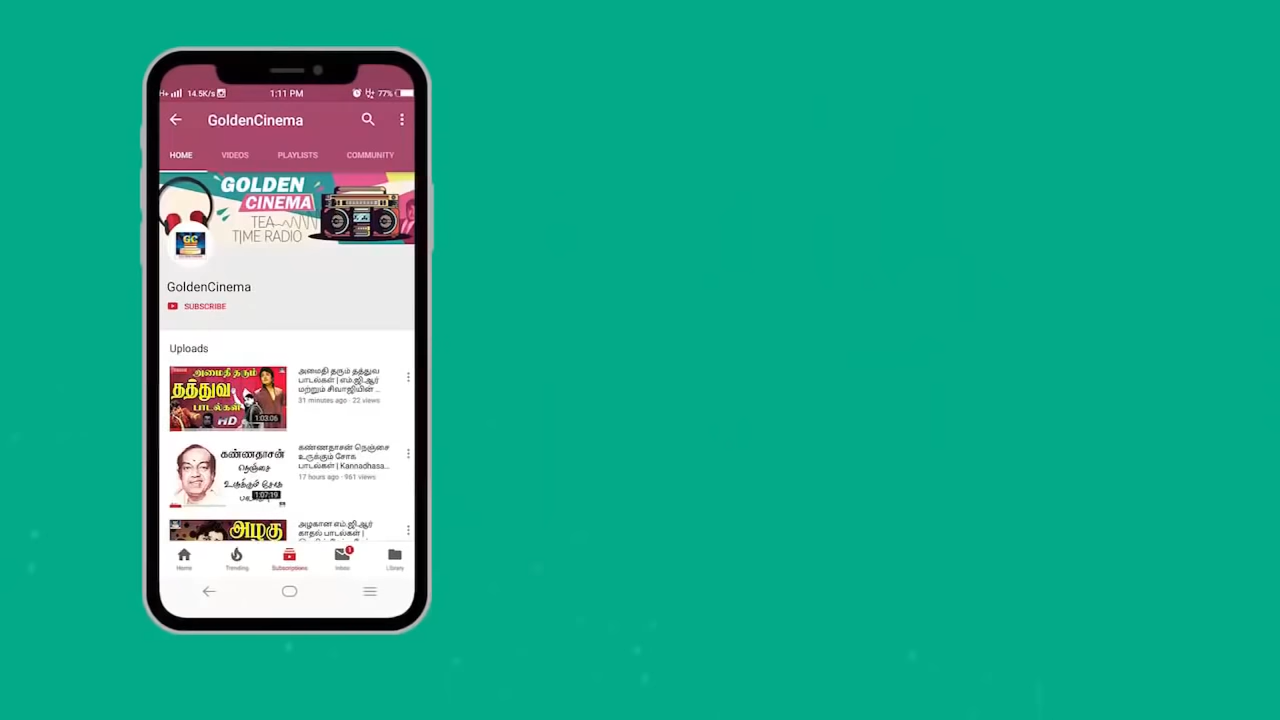 H+ 14.5K/s 1:11 PM 77%
GoldenCinema
HOME VIDEOS PLAYLISTS COMMUNITY
GOLDEN
CINEMA
TEA
TIME RADIO
GC
GoldenCinema
SUBSCRIBE
Uploads
அமைதி தரும்
தத்துவ
பாடல்கள்
HD
1:03:06
அமைதி தரும் தத்துவ
பாடல்கள் | எம்.ஜி.ஆர்
மற்றும் சிவாஜியின் ...
31 minutes ago · 22 views
கண்ணதாசன்
நெஞ்சை
உருக்கும் சோக
1:07:19
கண்ணதாசன் நெஞ்சை
உருக்கும் சோக
பாடல்கள் | Kannadhasa...
17 hours ago · 961 views
அழகு
அழகான எம்.ஜி.ஆர்
காதல் பாடல்கள் |
Home Trending Subscriptions Inbox Library
1